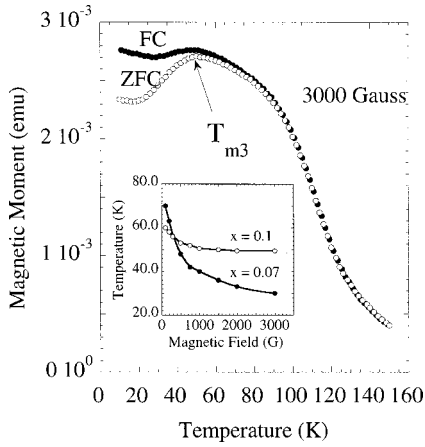 3 10⁻³
FC
ZFC
3000 Gauss
2 10⁻³
T_m3
1 10⁻³
0 10⁰
Magnetic Moment (emu)
80.0
60.0
40.0
20.0
Temperature (K)
x = 0.1
x = 0.07
0 1000 2000 3000
Magnetic Field (G)
0 20 40 60 80 100 120 140 160
Temperature (K)